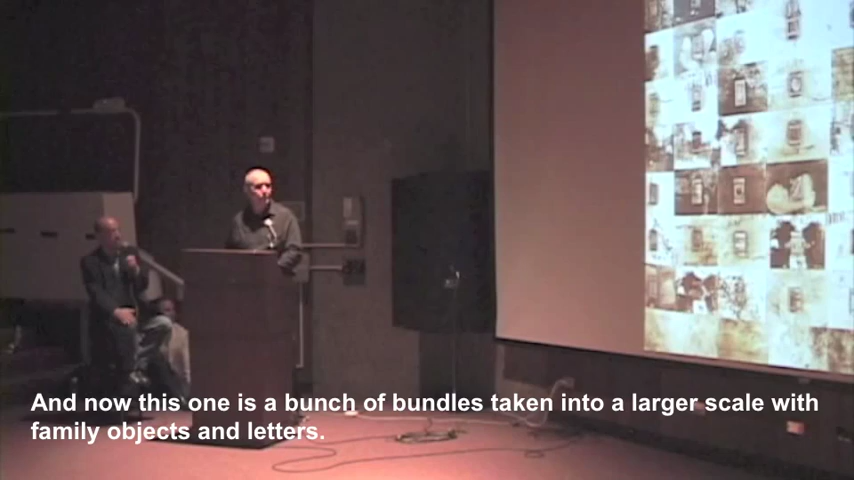 And now this one is a bunch of bundles taken into a larger scale with
family objects and letters.